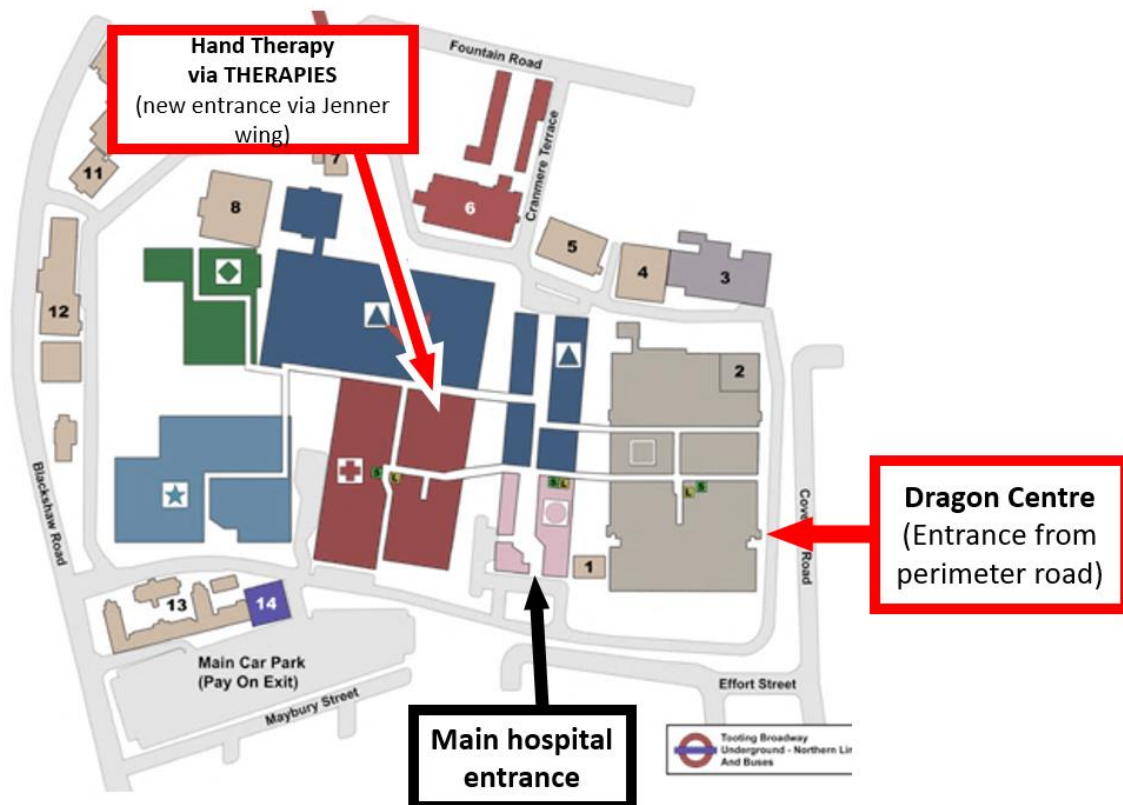 Hand Therapy
via THERAPIES
(new entrance via Jenner
wing)
Fountain Road
Cranmere Terrace
7
11
8
6
5
4
3
12
2
Blackshaw Road
S
L
S L
L S
1
Dragon Centre
(Entrance from
perimeter road)
Road
13
14
Main Car Park
(Pay On Exit)
Maybury Street
Effort Street
Main hospital
entrance
Tooting Broadway
Underground - Northern Lin
And Buses